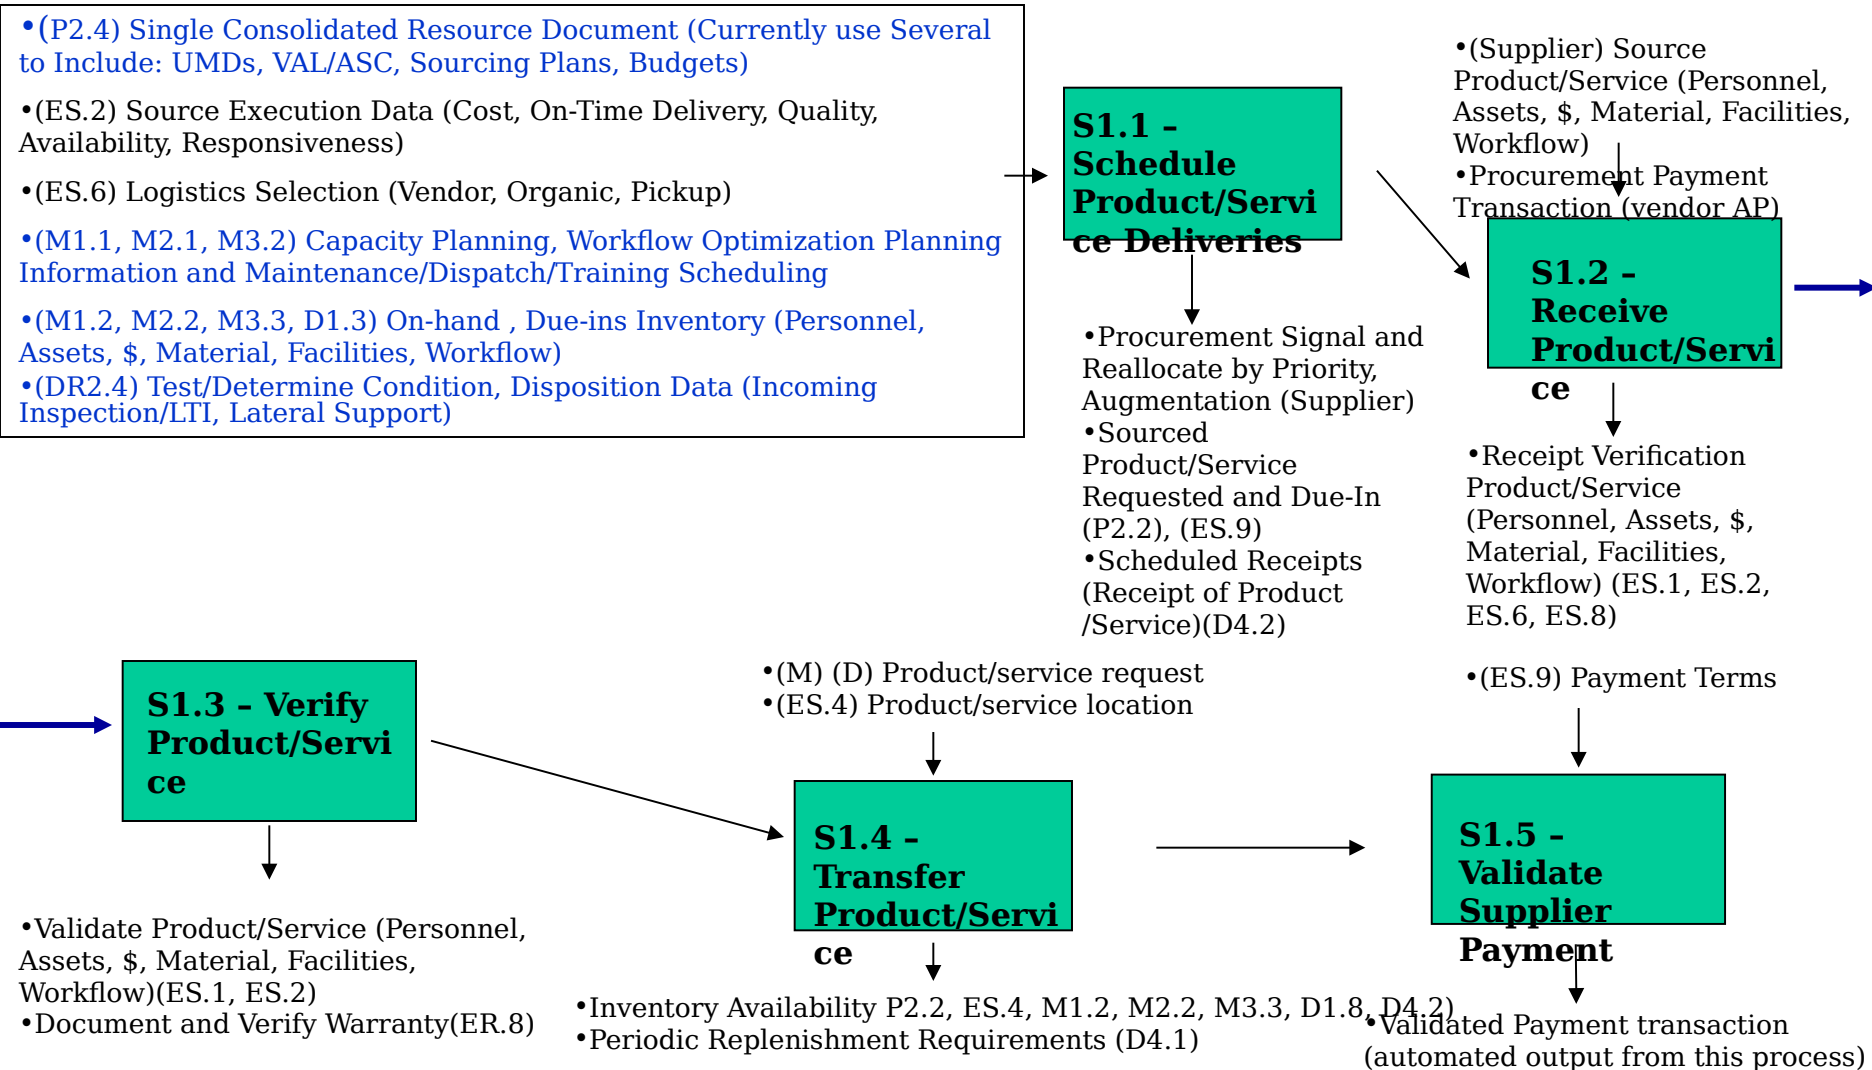 •(P2.4) Single Consolidated Resource Document (Currently use Several
to Include: UMDs, VAL/ASC, Sourcing Plans, Budgets)
•(ES.2) Source Execution Data (Cost, On-Time Delivery, Quality,
Availability, Responsiveness)
•(ES.6) Logistics Selection (Vendor, Organic, Pickup)
•(M1.1, M2.1, M3.2) Capacity Planning, Workflow Optimization Planning
Information and Maintenance/Dispatch/Training Scheduling
•(M1.2, M2.2, M3.3, D1.3) On-hand , Due-ins Inventory (Personnel,
Assets, $, Material, Facilities, Workflow)
•(DR2.4) Test/Determine Condition, Disposition Data (Incoming
Inspection/LTI, Lateral Support)
S1.1 –
Schedule
Product/Servi
ce Deliveries
•Procurement Signal and
Reallocate by Priority,
Augmentation (Supplier)
•Sourced
Product/Service
Requested and Due-In
(P2.2), (ES.9)
•Scheduled Receipts
(Receipt of Product
/Service)(D4.2)
•(Supplier) Source
Product/Service (Personnel,
Assets, $, Material, Facilities,
Workflow)
•Procurement Payment
Transaction (vendor AP)
S1.2 –
Receive
Product/Servi
ce
•Receipt Verification
Product/Service
(Personnel, Assets, $,
Material, Facilities,
Workflow) (ES.1, ES.2,
ES.6, ES.8)
S1.3 – Verify
Product/Servi
ce
•Validate Product/Service (Personnel,
Assets, $, Material, Facilities,
Workflow)(ES.1, ES.2)
•Document and Verify Warranty(ER.8)
•(M) (D) Product/service request
•(ES.4) Product/service location
S1.4 –
Transfer
Product/Servi
ce
•Inventory Availability P2.2, ES.4, M1.2, M2.2, M3.3, D1.8, D4.2)
•Periodic Replenishment Requirements (D4.1)
•(ES.9) Payment Terms
S1.5 –
Validate
Supplier
Payment
•Validated Payment transaction
(automated output from this process)